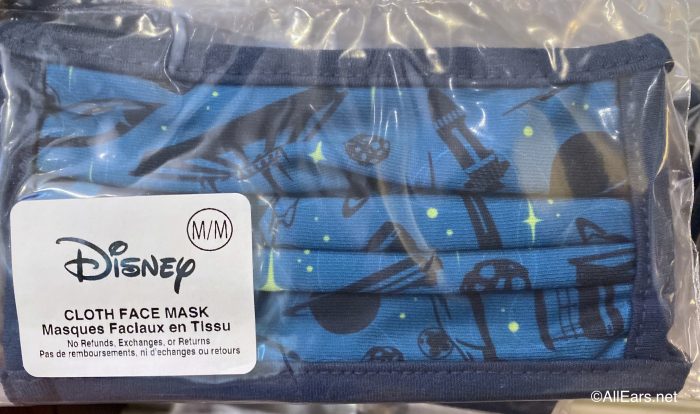 M/M
Disney
CLOTH FACE MASK
Masques Faciaux en Tissu
No Refunds, Exchanges, or Returns
Pas de remboursements, ni d'echanges ou retours
©AllEars.net